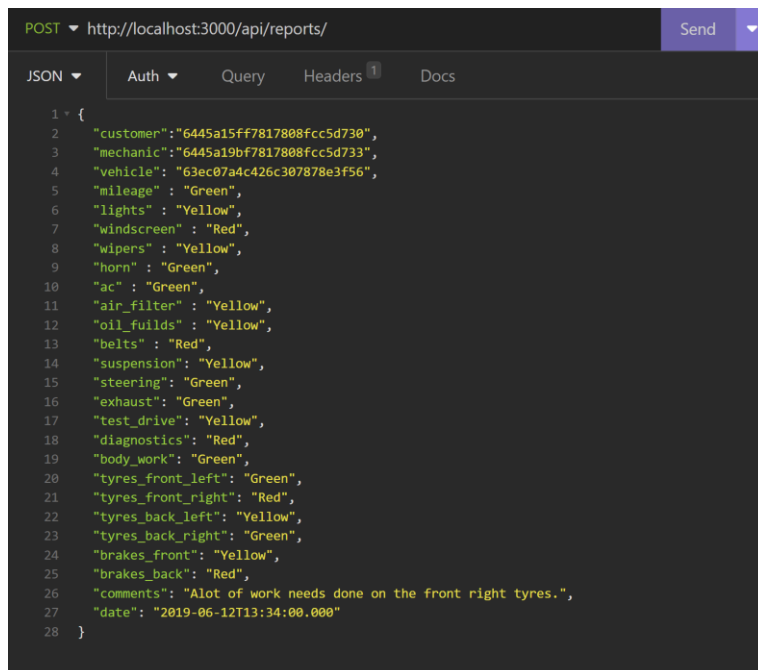 POST http://localhost:3000/api/reports/ Send
JSON Auth Query Headers 1 Docs
1 {
2 "customer":"6445a15ff7817808fcc5d730",
3 "mechanic":"6445a19bf7817808fcc5d733",
4 "vehicle": "63ec07a4c426c307878e3f56",
5 "mileage" : "Green",
6 "lights" : "Yellow",
7 "windscreen" : "Red",
8 "wipers" : "Yellow",
9 "horn" : "Green",
10 "ac" : "Green",
11 "air_filter" : "Yellow",
12 "oil_fuilds" : "Yellow",
13 "belts" : "Red",
14 "suspension": "Yellow",
15 "steering": "Green",
16 "exhaust": "Green",
17 "test_drive": "Yellow",
18 "diagnostics": "Red",
19 "body_work": "Green",
20 "tyres_front_left": "Green",
21 "tyres_front_right": "Red",
22 "tyres_back_left": "Yellow",
23 "tyres_back_right": "Green",
24 "brakes_front": "Yellow",
25 "brakes_back": "Red",
26 "comments": "Alot of work needs done on the front right tyres.",
27 "date": "2019-06-12T13:34:00.000"
28 }